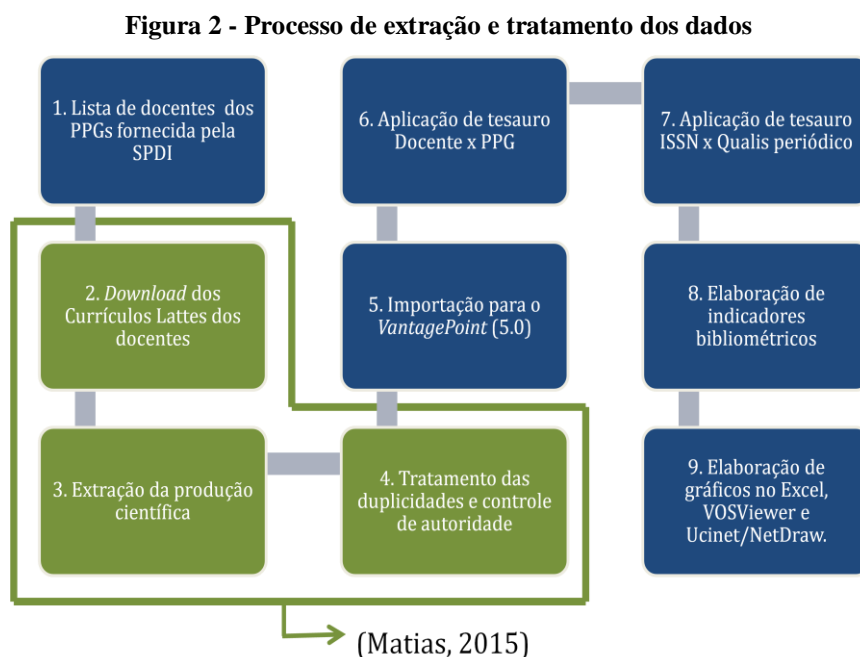 Figura 2 - Processo de extração e tratamento dos dados
1. Lista de docentes dos
PPGs fornecida pela
SPDI
2. Download dos
Currículos Lattes dos
docentes
3. Extração da produção
científica
4. Tratamento das
duplicidades e controle
de autoridade
5. Importação para o
VantagePoint (5.0)
6. Aplicação de tesauro
Docente x PPG
7. Aplicação de tesauro
ISSN x Qualis periódico
8. Elaboração de
indicadores
bibliométricos
9. Elaboração de
gráficos no Excel,
VOSViewer e
Ucinet/NetDraw.
(Matias, 2015)